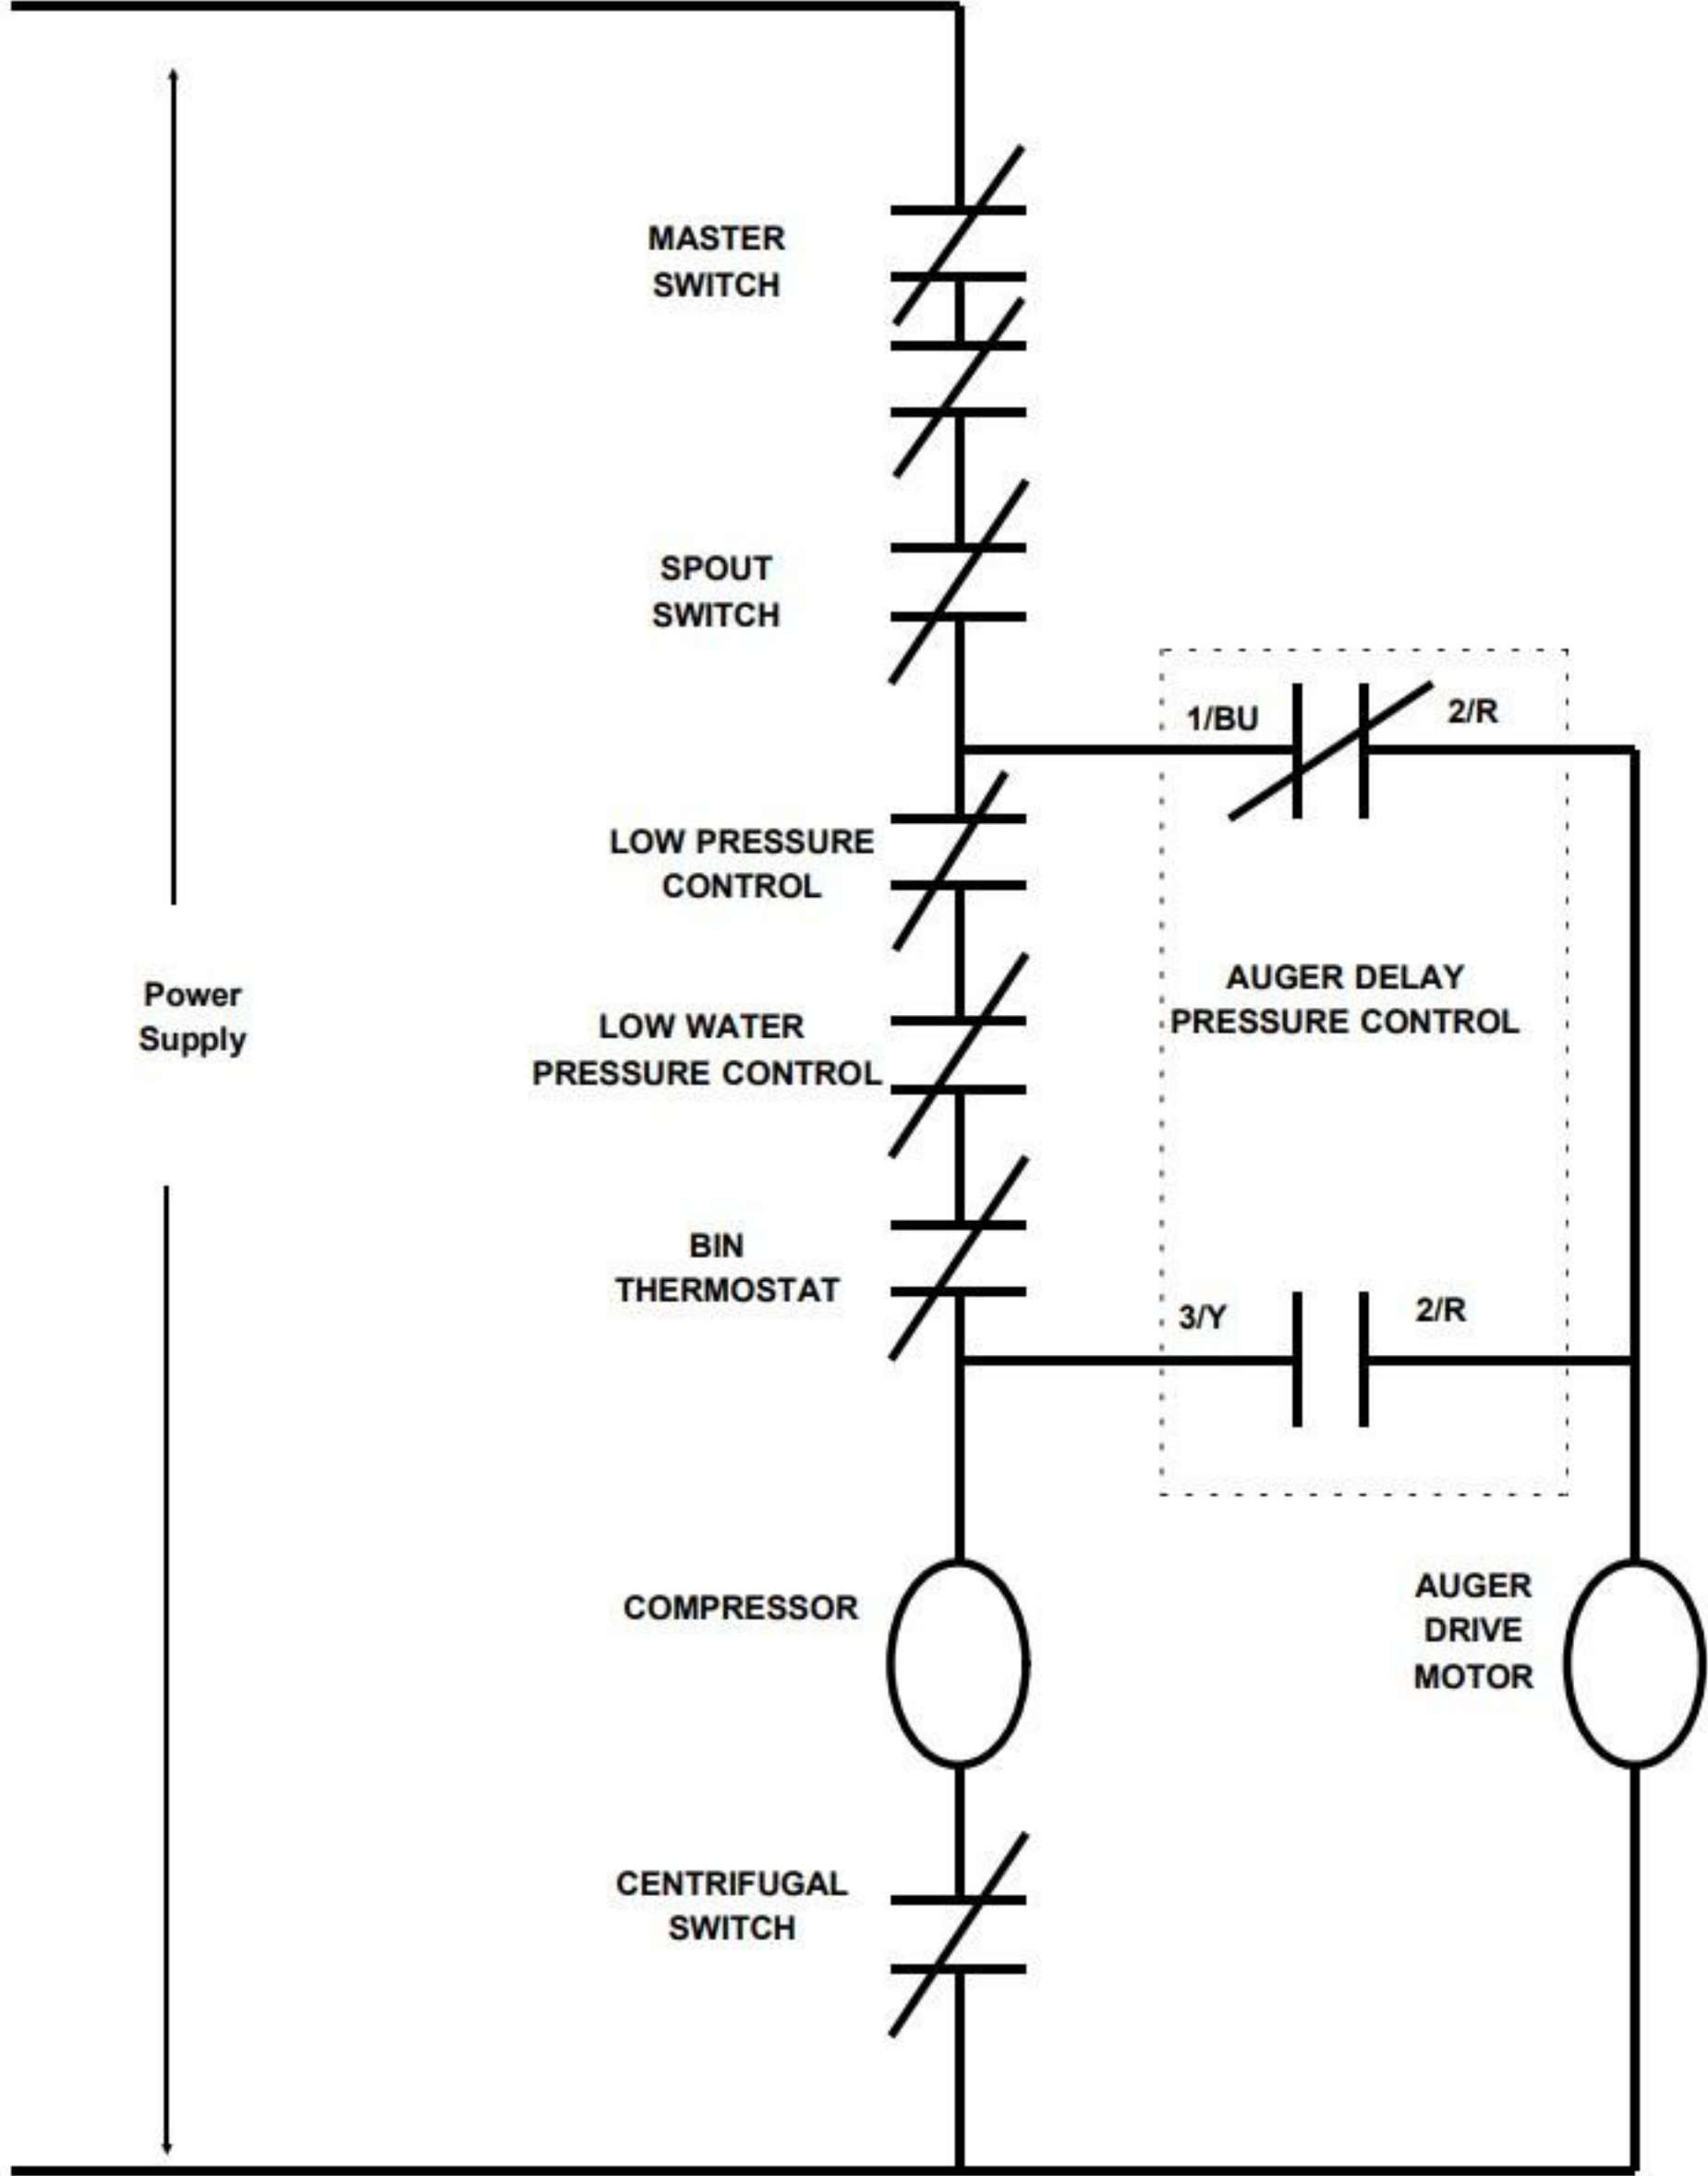 MASTER
SWITCH
SPOUT
SWITCH
1/BU
2/R
LOW PRESSURE
CONTROL
AUGER DELAY
PRESSURE CONTROL
Power
Supply
LOW WATER
PRESSURE CONTROL
BIN
THERMOSTAT
3/Y
2/R
COMPRESSOR
AUGER
DRIVE
MOTOR
CENTRIFUGAL
SWITCH